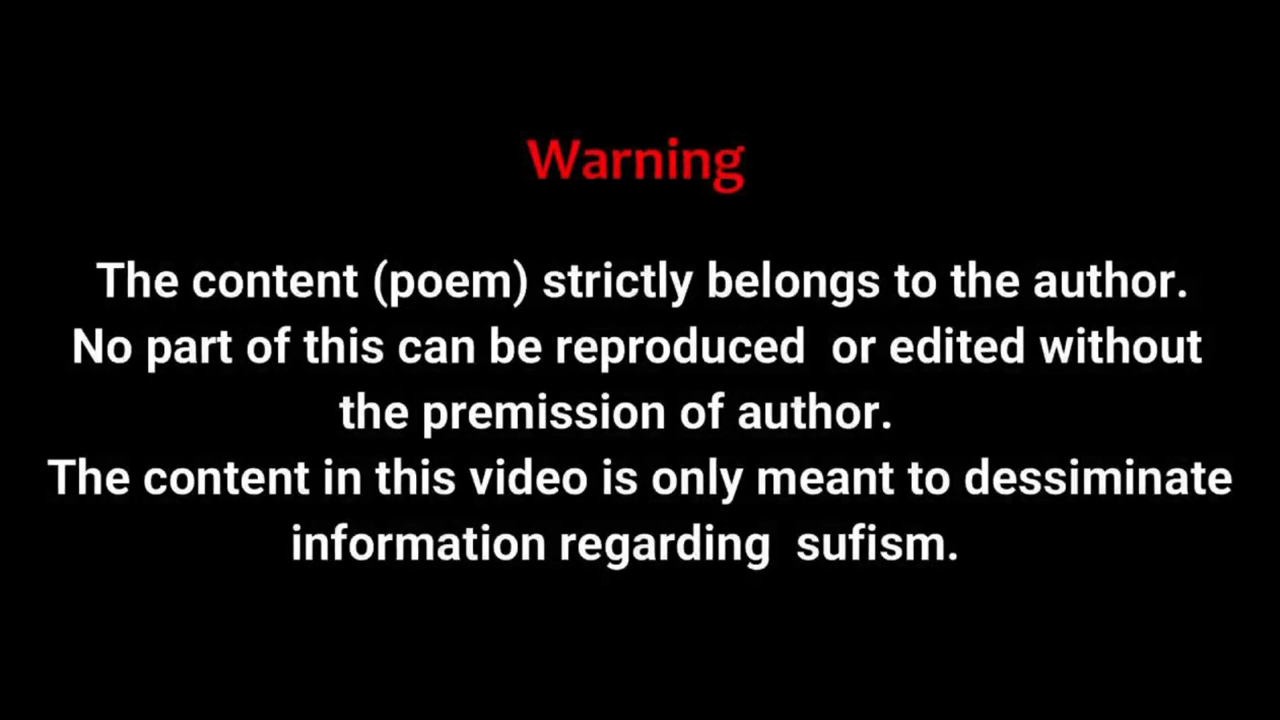 Warning
The content (poem) strictly belongs to the author.
No part of this can be reproduced  or edited without
the premission of author.
The content in this video is only meant to dessiminate
information regarding  sufism.